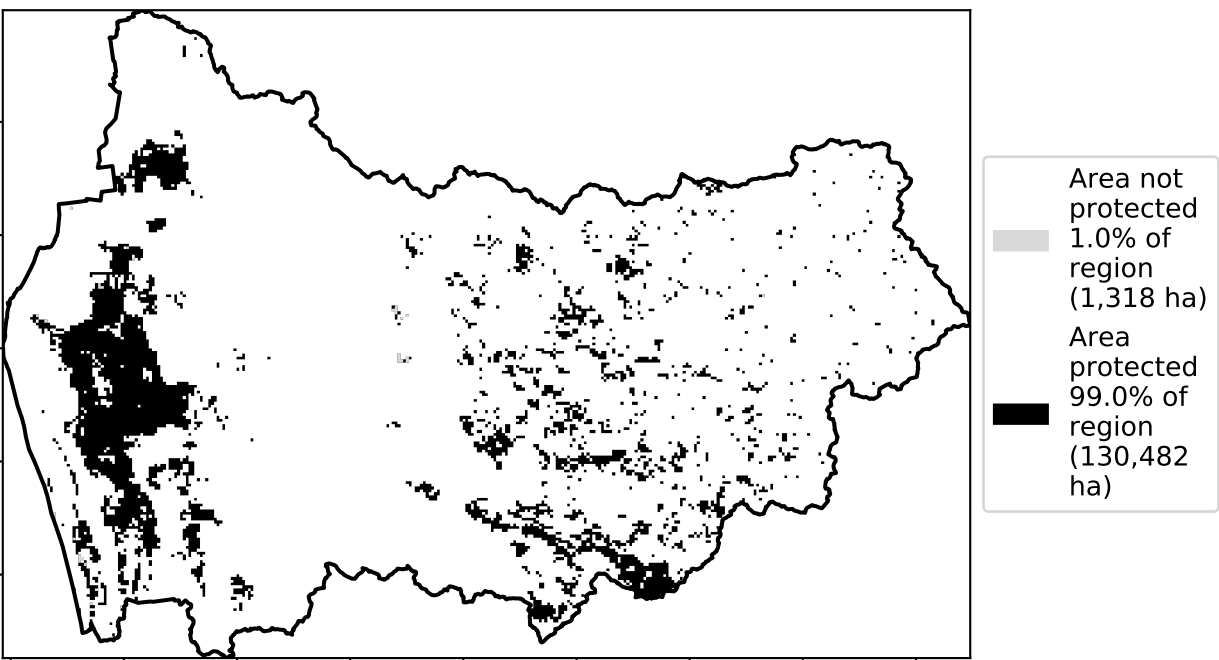 Area not
protected
1.0% of
region
(1,318 ha)
Area
protected
99.0% of
region
(130,482
ha)